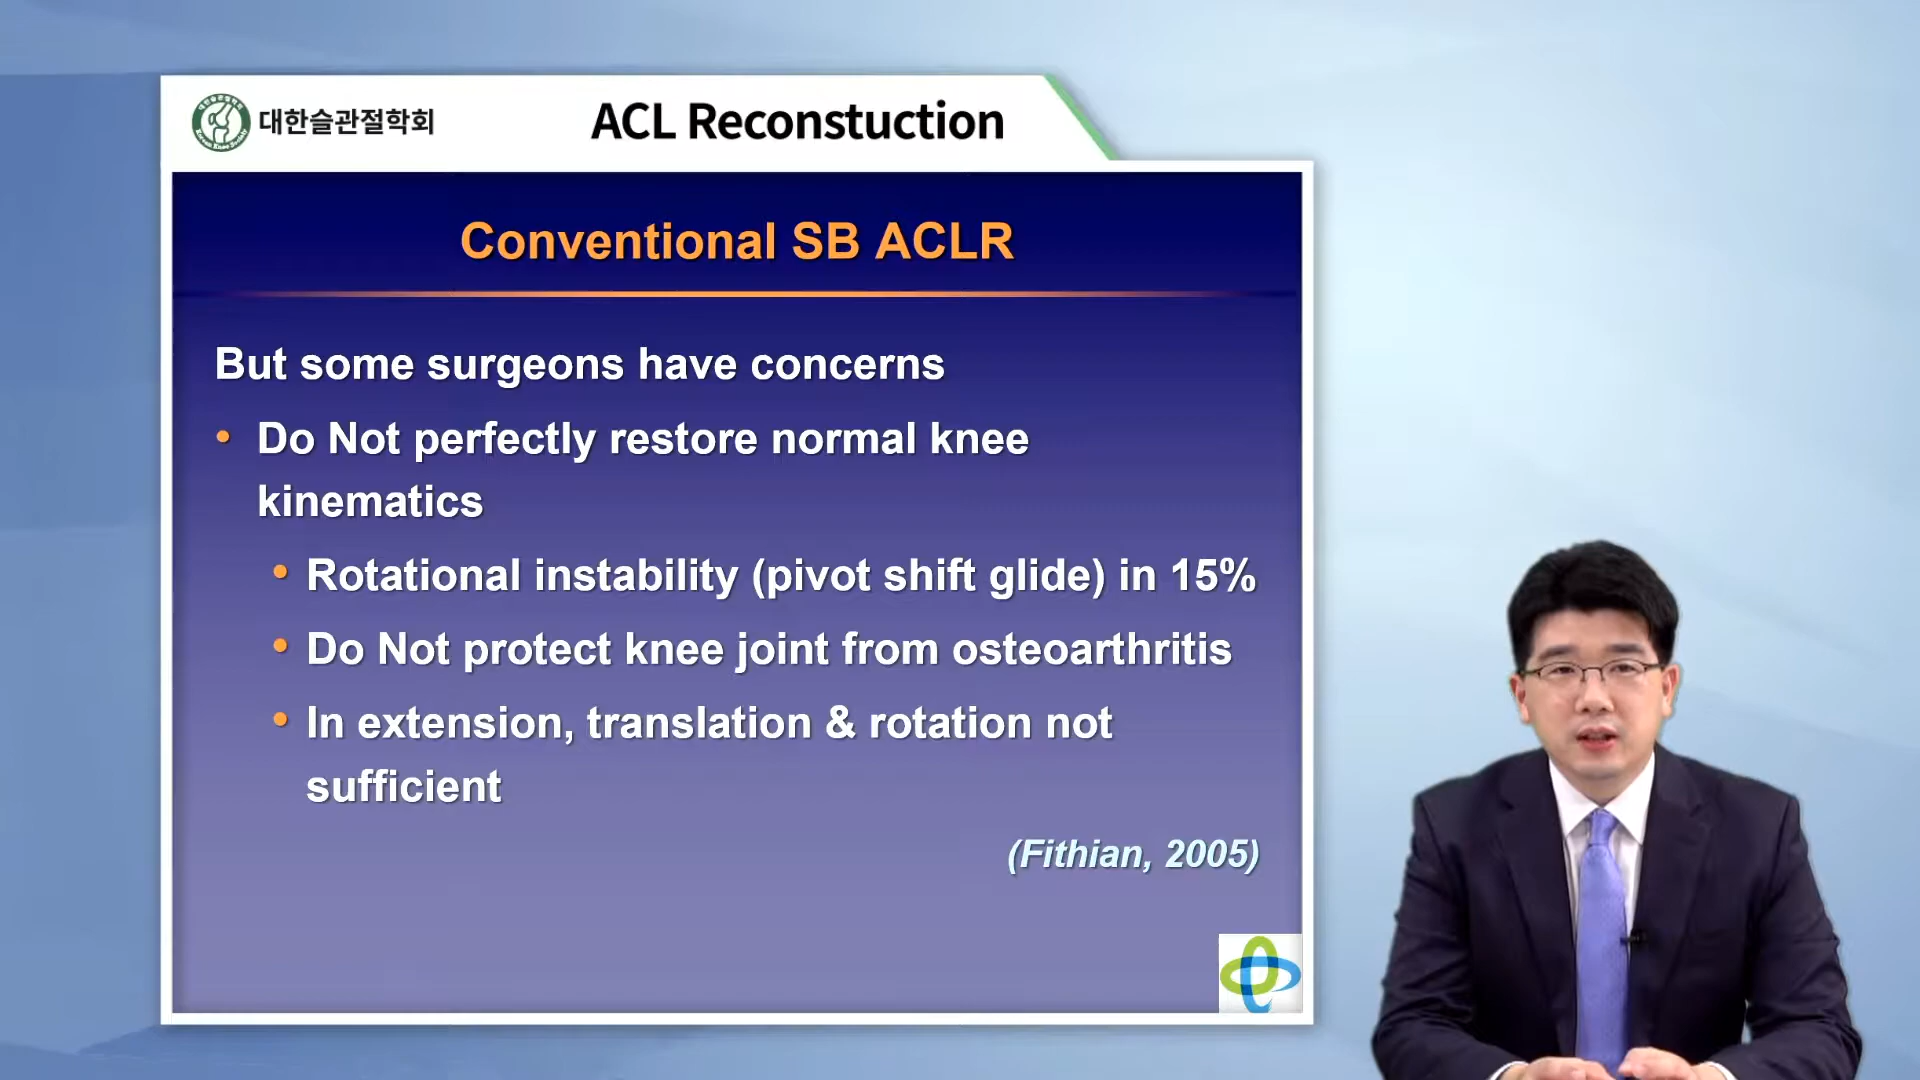 대한슬관절학회
ACL Reconstuction
Conventional SB ACLR
But some surgeons have concerns
• Do Not perfectly restore normal knee
kinematics
• Rotational instability (pivot shift glide) in 15%
• Do Not protect knee joint from osteoarthritis
• In extension, translation & rotation not
sufficient
(Fithian, 2005)